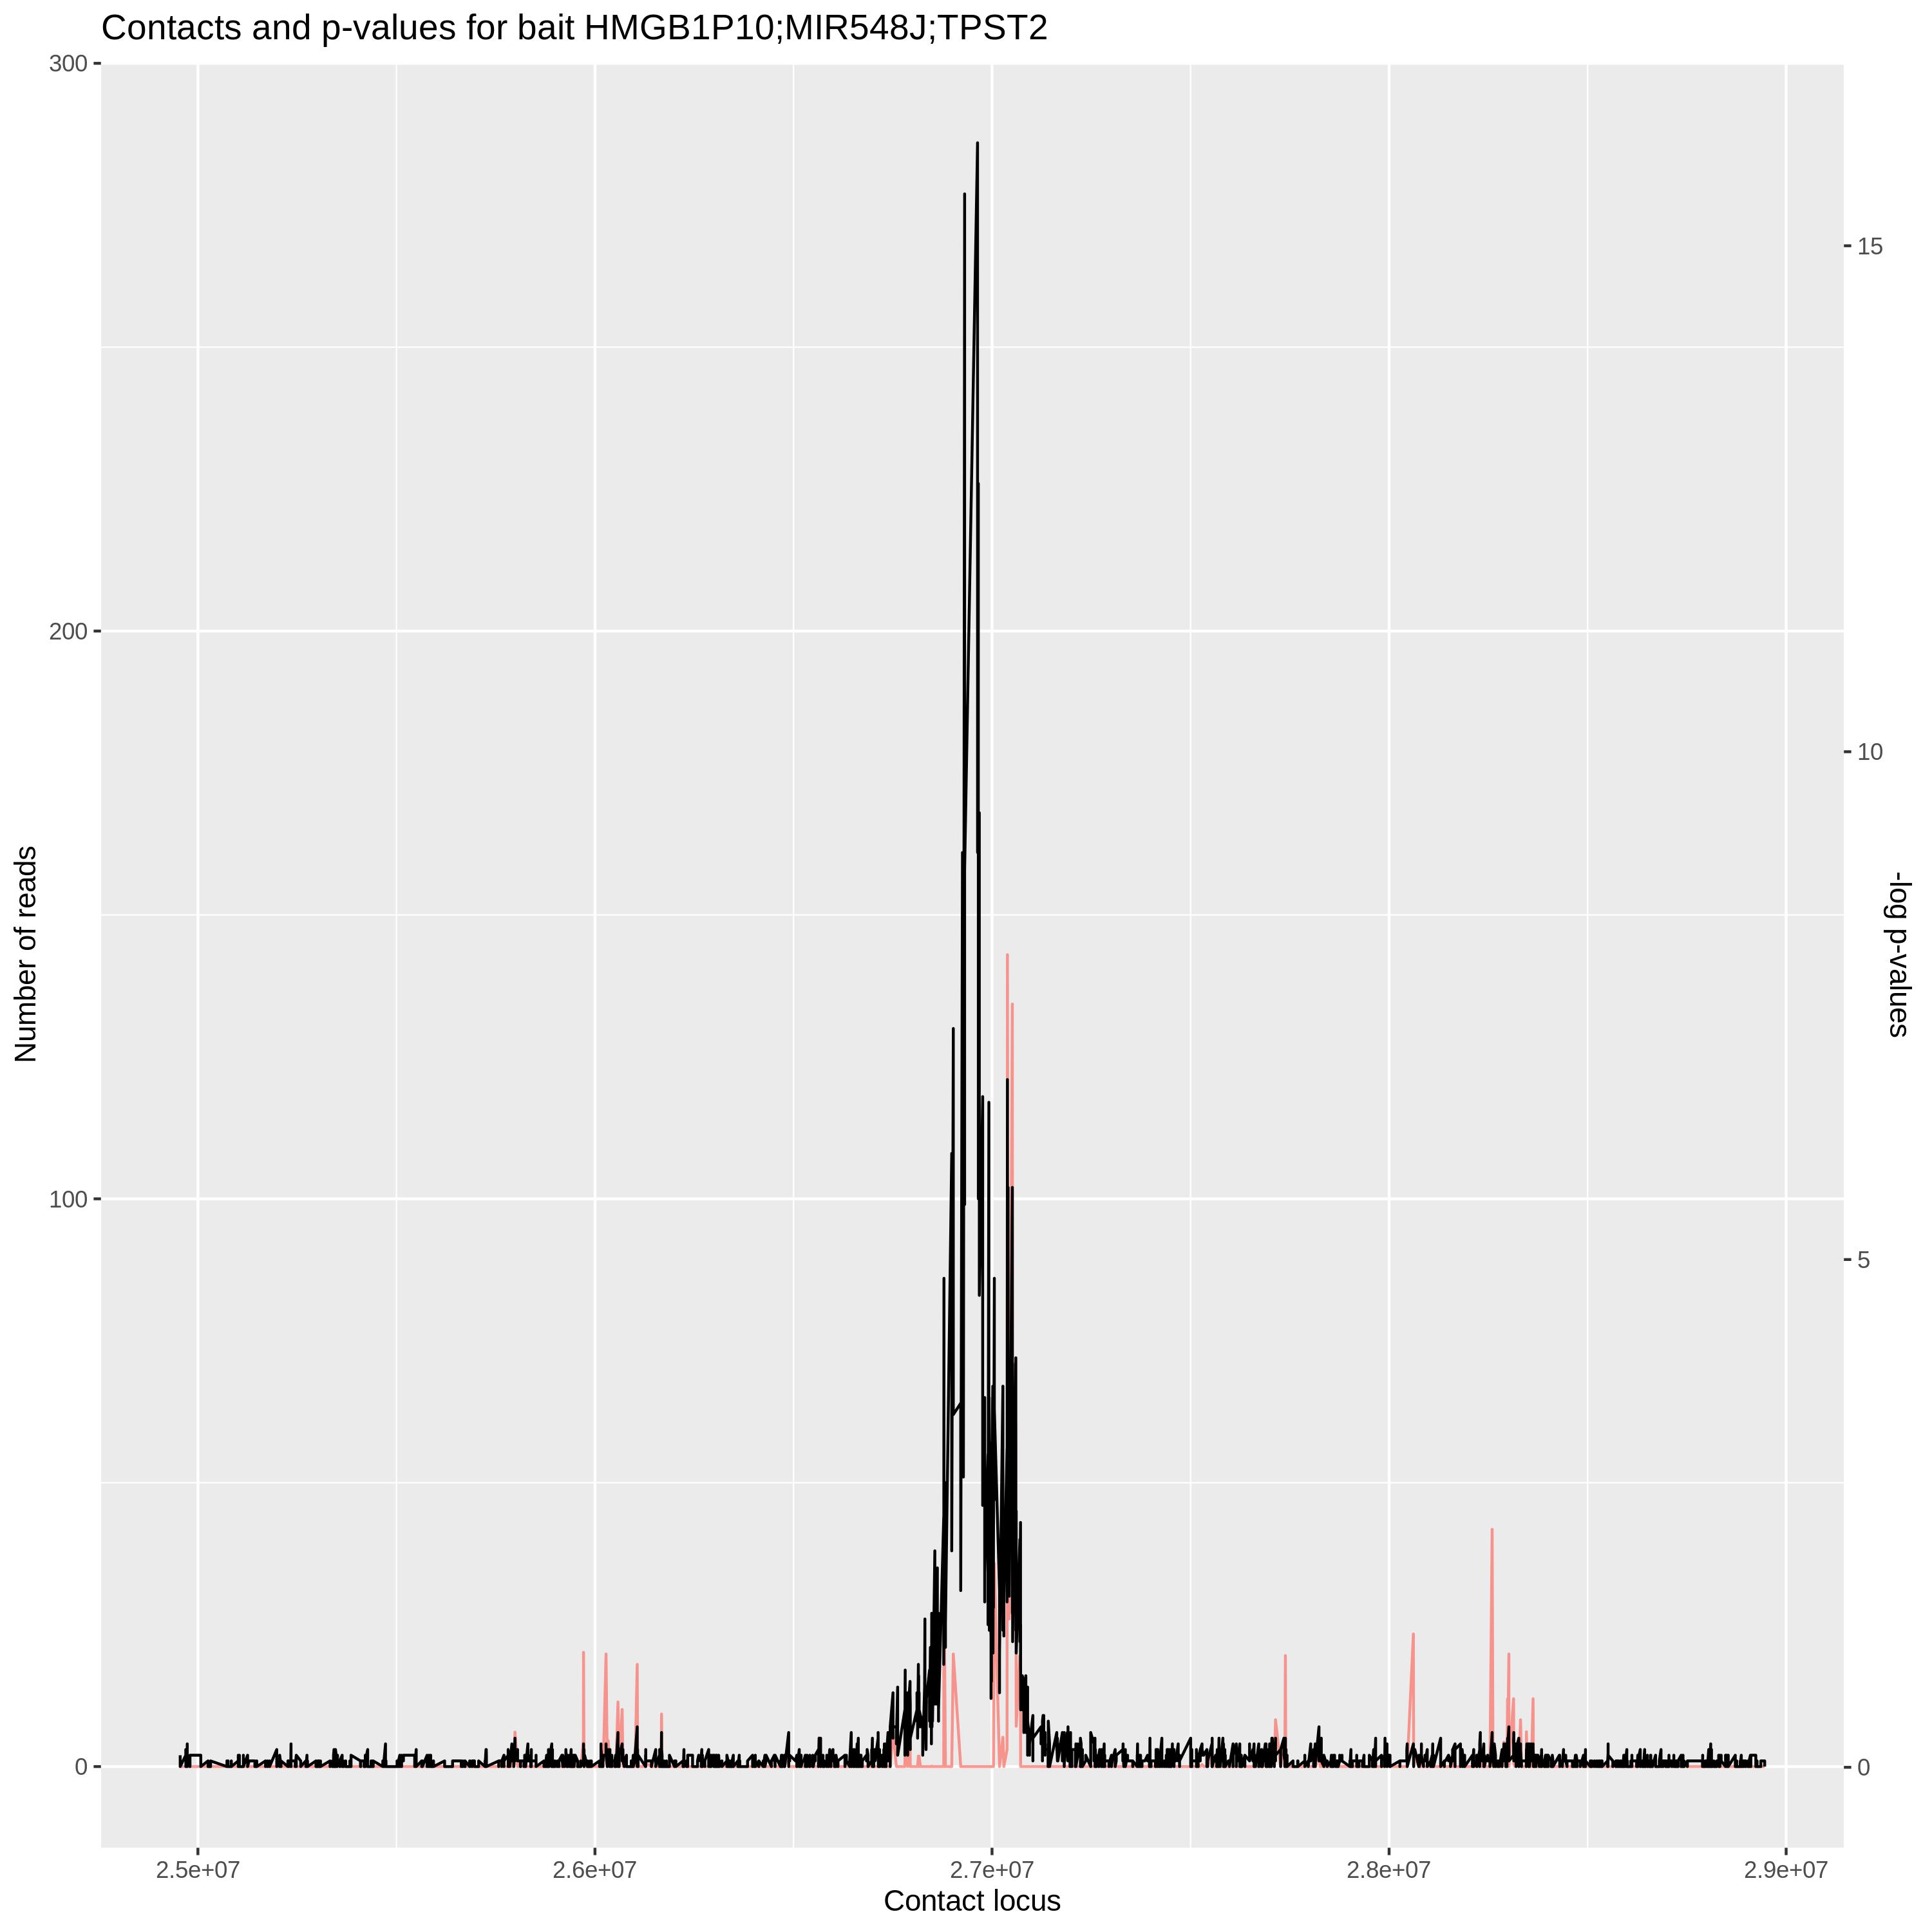 Contacts and p-values for bait HMGB1P10;MIR548J;TPST2
300
200
100
0
Number of reads
15
10
5
0
-log p-values
2.5e+07
2.6e+07
2.7e+07
2.8e+07
2.9e+07
Contact locus